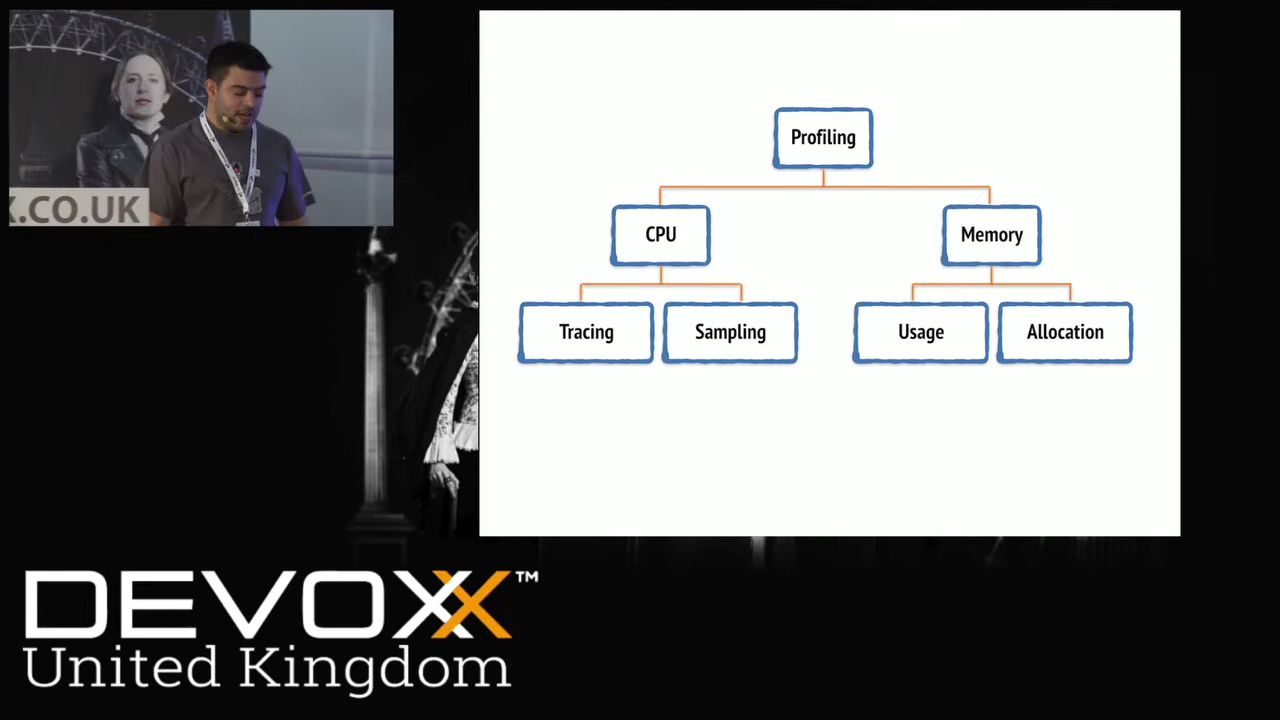 X.CO.UK
Profiling
CPU
Memory
Tracing
Sampling
Usage
Allocation
DEVOXX™
United Kingdom